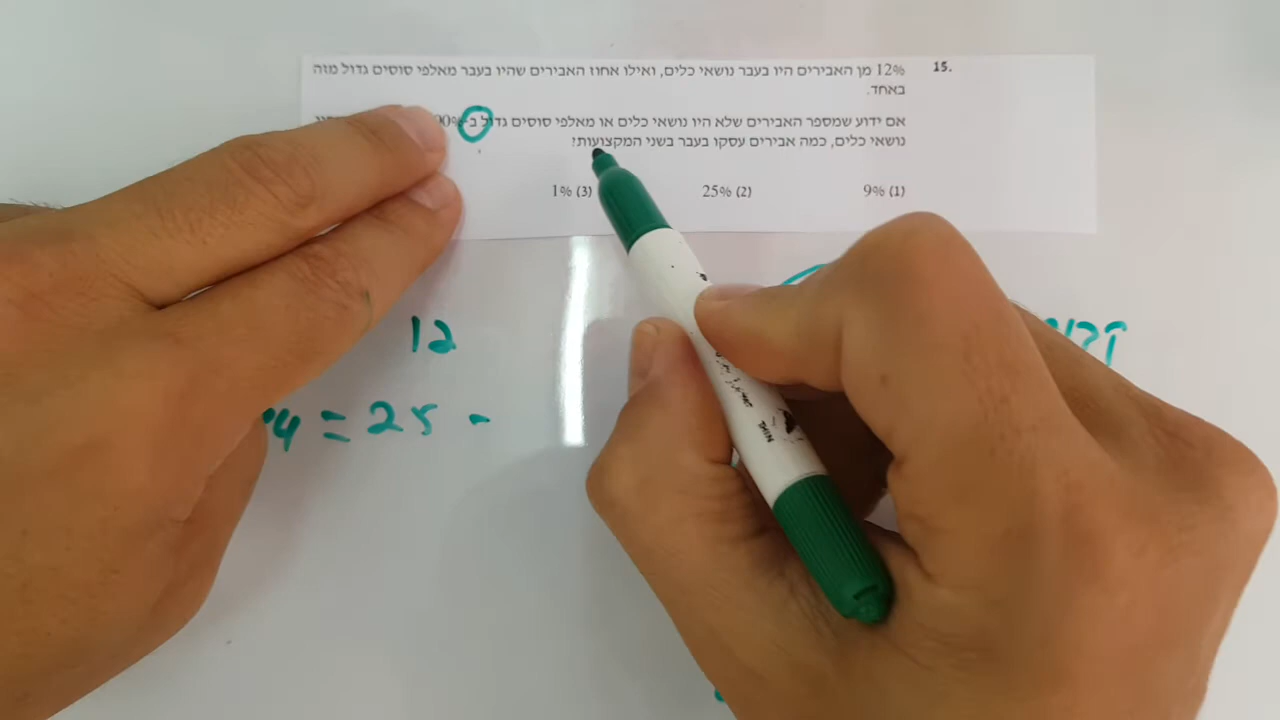 15. 12% מן האבירים היו בעבר נושאי כלים, ואילו אחוז האבירים שהיו בעבר מאלפי סוסים גדול מזה
באחד.
אם ידוע שמספר האבירים שלא היו נושאי כלים או מאלפי סוסים גדול ב-
נושאי כלים, כמה אבירים עסקו בעבר בשני המקצועות?
(1) 9% (2) 25% (3) 1%
12
4 = 25 -